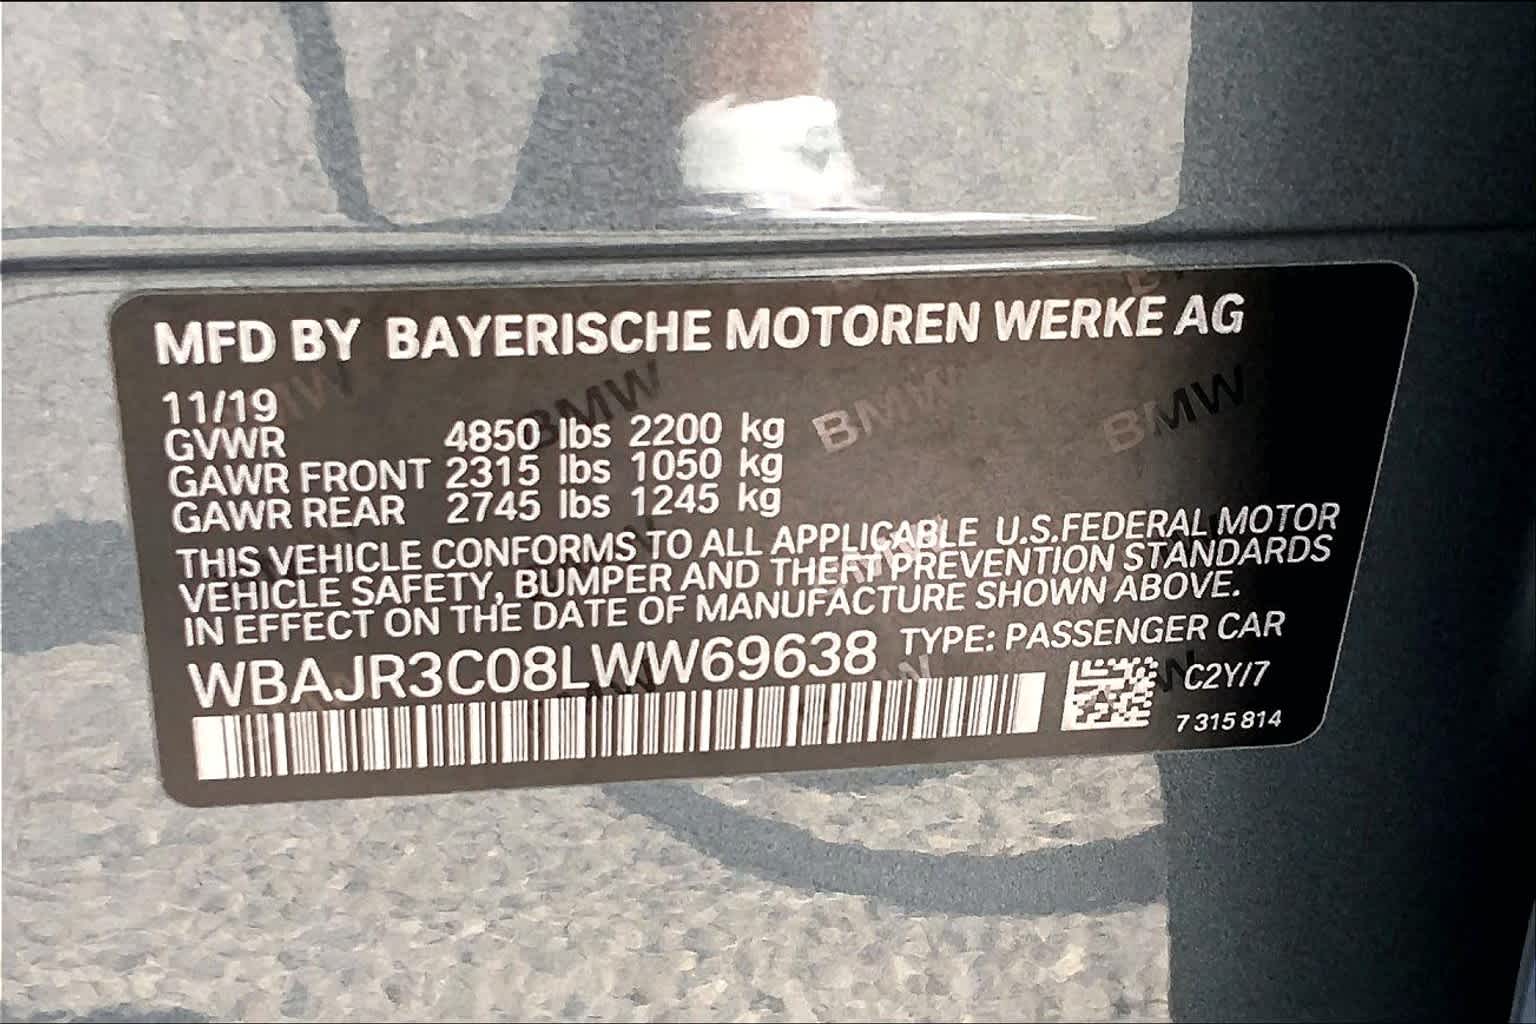 MFD BY BAYERISCHE MOTOREN WERKE AG
11/19
GVWR 4850 lbs 2200 kg
GAWR FRONT 2315 lbs 1050 kg
GAWR REAR 2745 lbs 1245 kg
THIS VEHICLE CONFORMS TO ALL APPLICABLE U.S.FEDERAL MOTOR
VEHICLE SAFETY, BUMPER AND THEFT PREVENTION STANDARDS
IN EFFECT ON THE DATE OF MANUFACTURE SHOWN ABOVE.
WBAJR3C08LWW69638 TYPE: PASSENGER CAR
C2Y/7
7 315 814
BMW
BMW
BMW